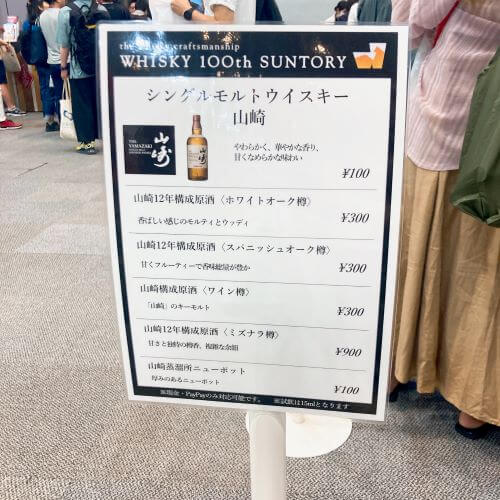 the whisky craftsmanship
WHISKY 100th SUNTORY
シングルモルトウイスキー
山崎
THE YAMAZAKI
山崎
やわらかく、華やかな香り、
甘くなめらかな味わい
¥100
山崎12年構成原酒〈ホワイトオーク樽〉
香ばしい感じのモルティとウッディ
¥300
山崎12年構成原酒〈スパニッシュオーク樽〉
甘くフルーティーで香味総量が豊か
¥300
山崎構成原酒〈ワイン樽〉
「山崎」のキーモルト
¥300
山崎12年構成原酒〈ミズナラ樽〉
甘さと独特の樽香、複雑な余韻
¥900
山崎蒸溜所ニューポット
厚みのあるニューポット
¥100
※現金・PayPayのみ対応可能です。 ※試飲は15mlとなります